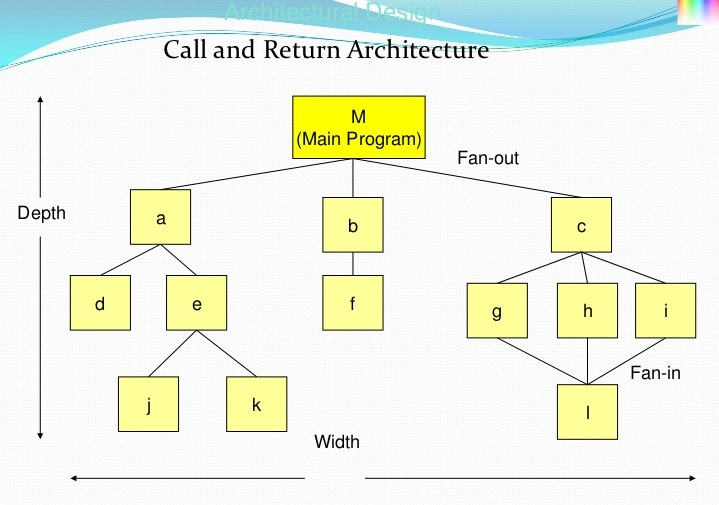 Architectural Design
Call and Return Architecture
M
(Main Program)
Fan-out
Depth
a
b
c
d
e
f
g
h
i
Fan-in
j
k
l
Width